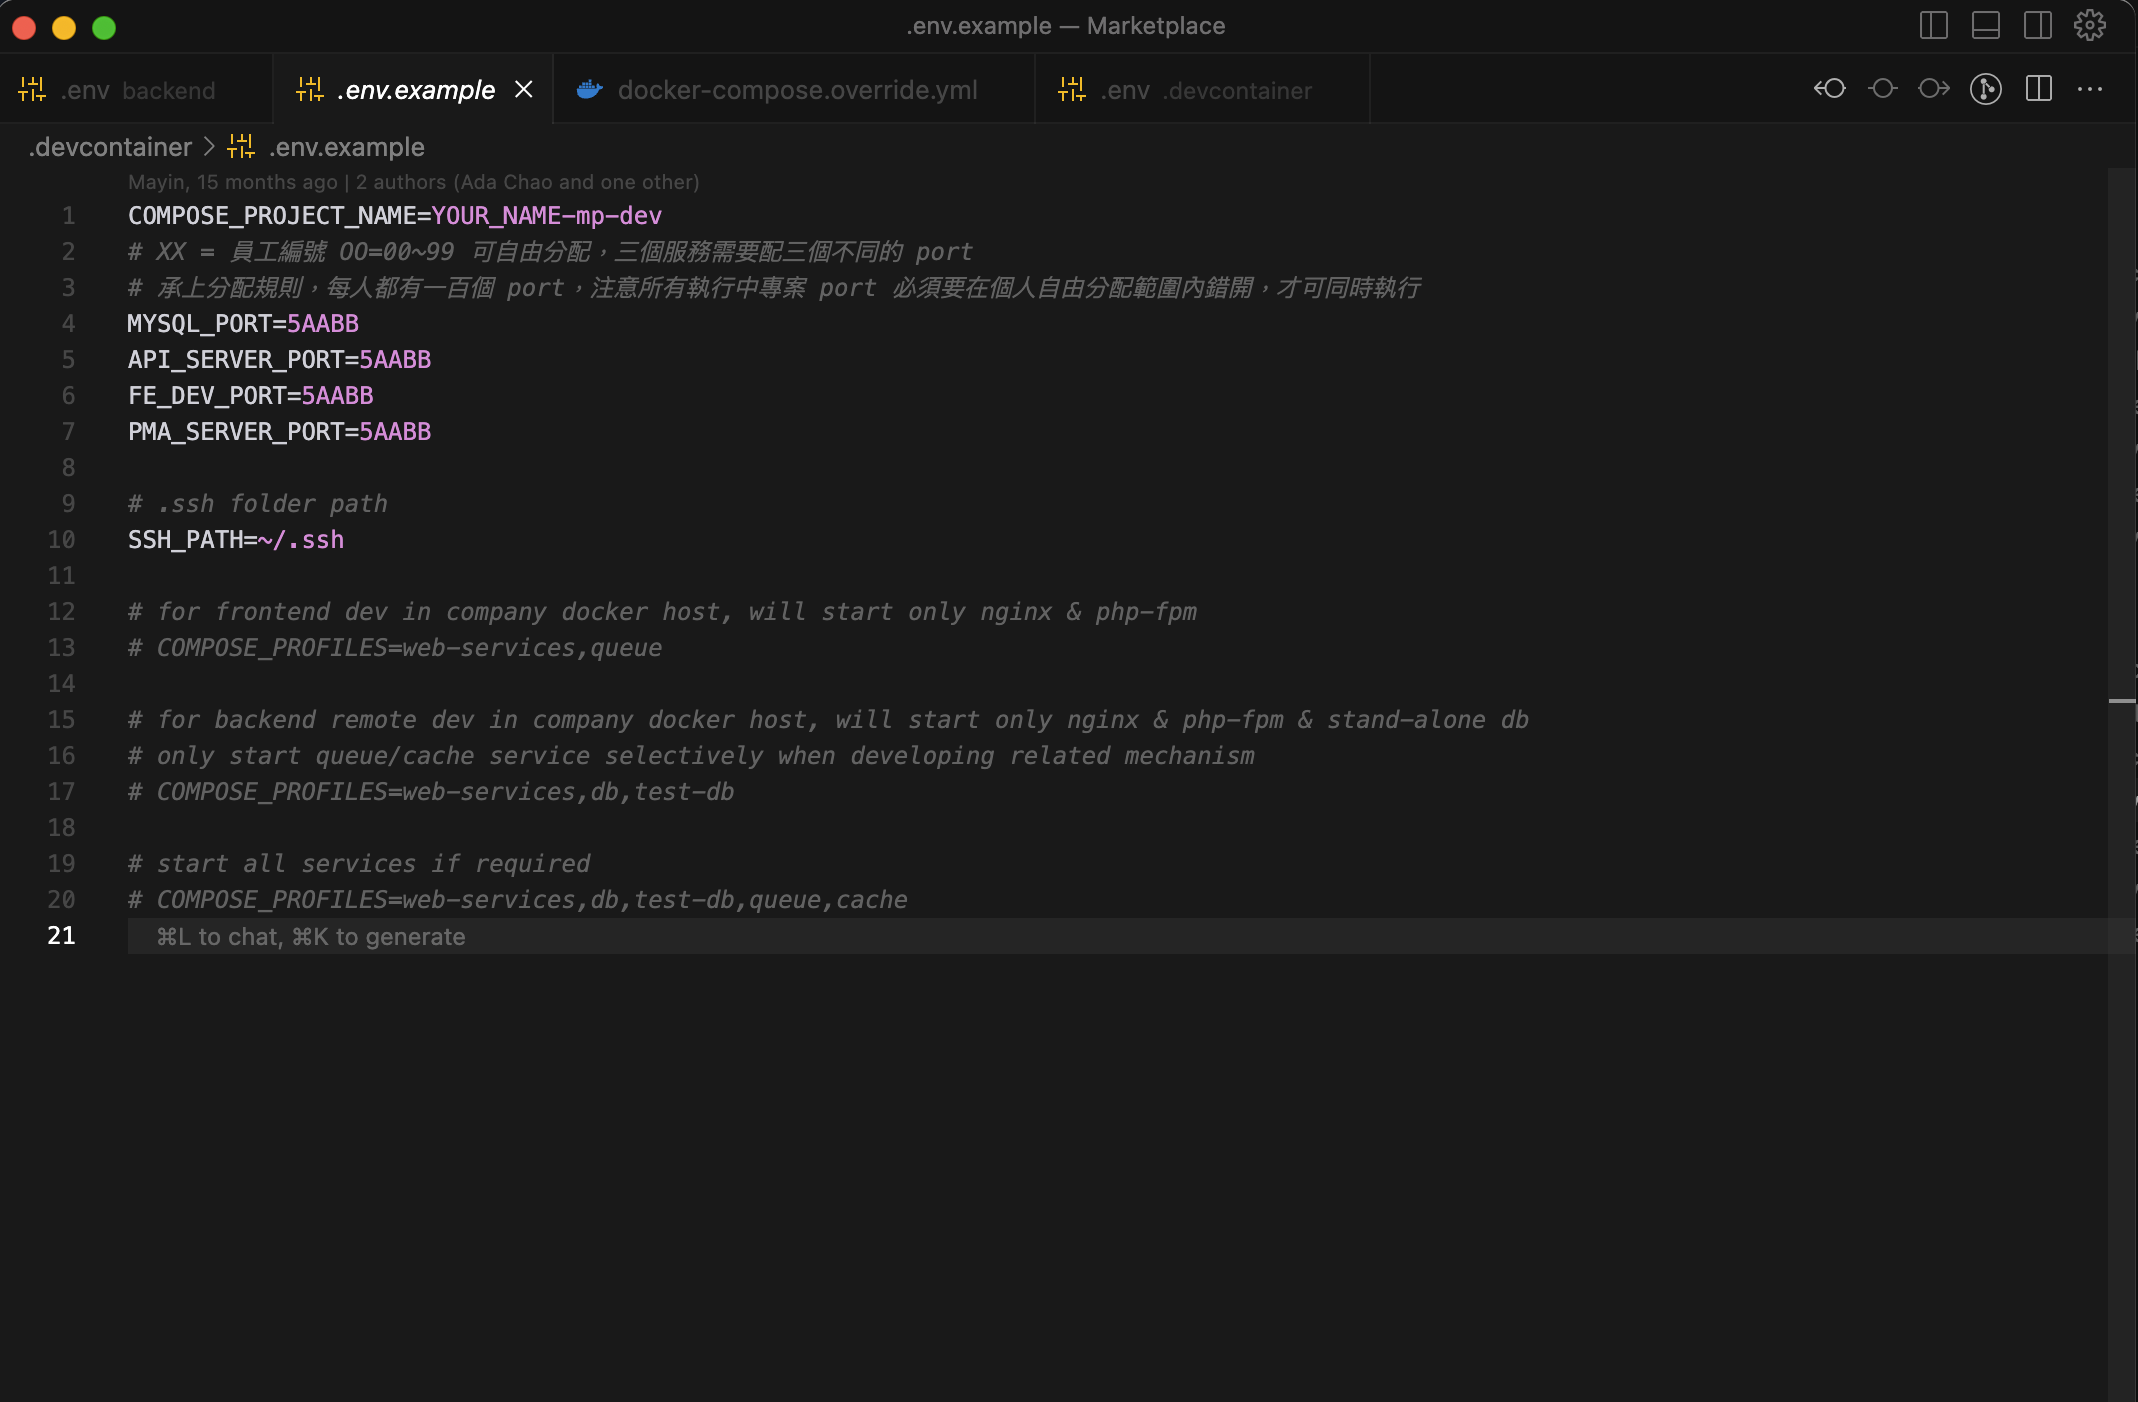 .env.example — Marketplace
.env backend
.env.example
docker-compose.override.yml
.env .devcontainer
.devcontainer > .env.example
Mayin, 15 months ago | 2 authors (Ada Chao and one other)
1 COMPOSE_PROJECT_NAME=YOUR_NAME-mp-dev
2 # XX = 員工編號 OO=00~99 可自由分配，三個服務需要配三個不同的 port
3 # 承上分配規則，每人都有一百個 port，注意所有執行中專案 port 必須要在個人自由分配範圍內錯開，才可同時執行
4 MYSQL_PORT=5AABB
5 API_SERVER_PORT=5AABB
6 FE_DEV_PORT=5AABB
7 PMA_SERVER_PORT=5AABB
8
9 # .ssh folder path
10 SSH_PATH=~/.ssh
11
12 # for frontend dev in company docker host, will start only nginx & php-fpm
13 # COMPOSE_PROFILES=web-services,queue
14
15 # for backend remote dev in company docker host, will start only nginx & php-fpm & stand-alone db
16 # only start queue/cache service selectively when developing related mechanism
17 # COMPOSE_PROFILES=web-services,db,test-db
18
19 # start all services if required
20 # COMPOSE_PROFILES=web-services,db,test-db,queue,cache
21 ⌘L to chat, ⌘K to generate